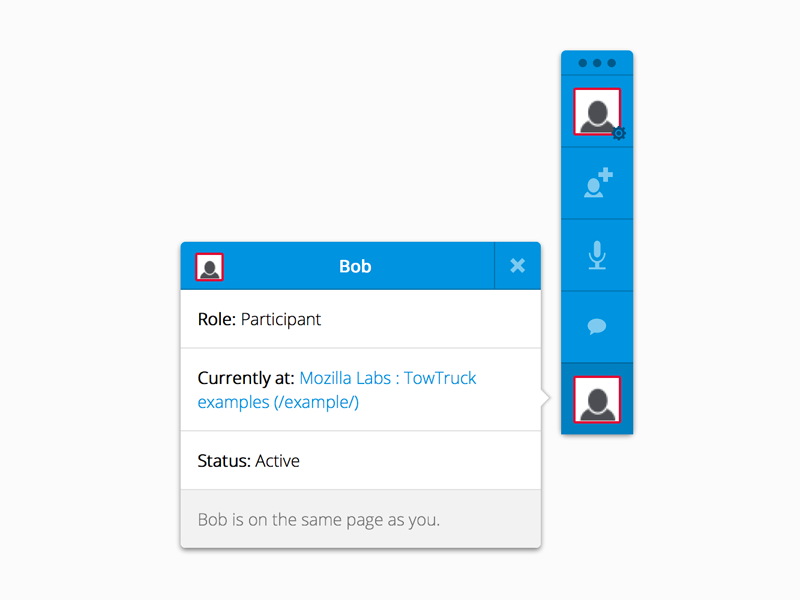 Bob
Role: Participant
Currently at: Mozilla Labs : TowTruck
examples (/example/)
Status: Active
Bob is on the same page as you.